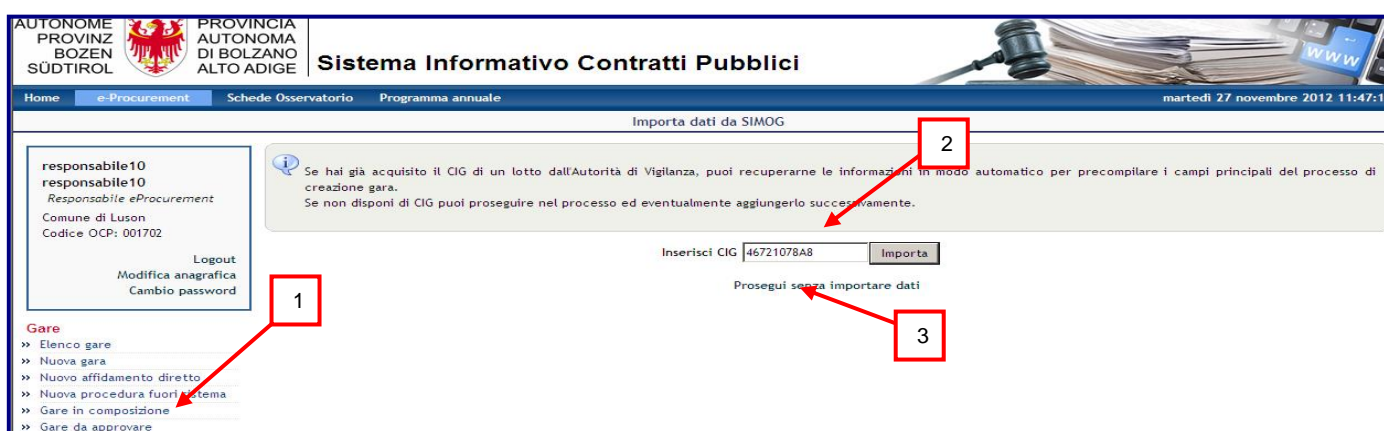 AUTONOME
PROVINZ
BOZEN
SÜDTIROL
PROVINCIA
AUTONOMA
DI BOLZANO
ALTO ADIGE
Sistema Informativo Contratti Pubblici
WWW
Home e-Procurement Schede Osservatorio Programma annuale martedì 27 novembre 2012 11:47:1
Importa dati da SIMOG
responsabile10
responsabile10
Responsabile eProcurement
Comune di Luson
Codice OCP: 001702
Logout
Modifica anagrafica
Cambio password
Gare
» Elenco gare
» Nuova gara
» Nuovo affidamento diretto
» Nuova procedura fuori sistema
» Gare in composizione
» Gare da approvare
1
2
Se hai già acquisito il CIG di un lotto dall'Autorità di Vigilanza, puoi recuperarne le informazioni in modo automatico per precompilare i campi principali del processo di
creazione gara.
Se non disponi di CIG puoi proseguire nel processo ed eventualmente aggiungerlo successivamente.
Inserisci CIG 46721078A8 Importa
Prosegui senza importare dati
3